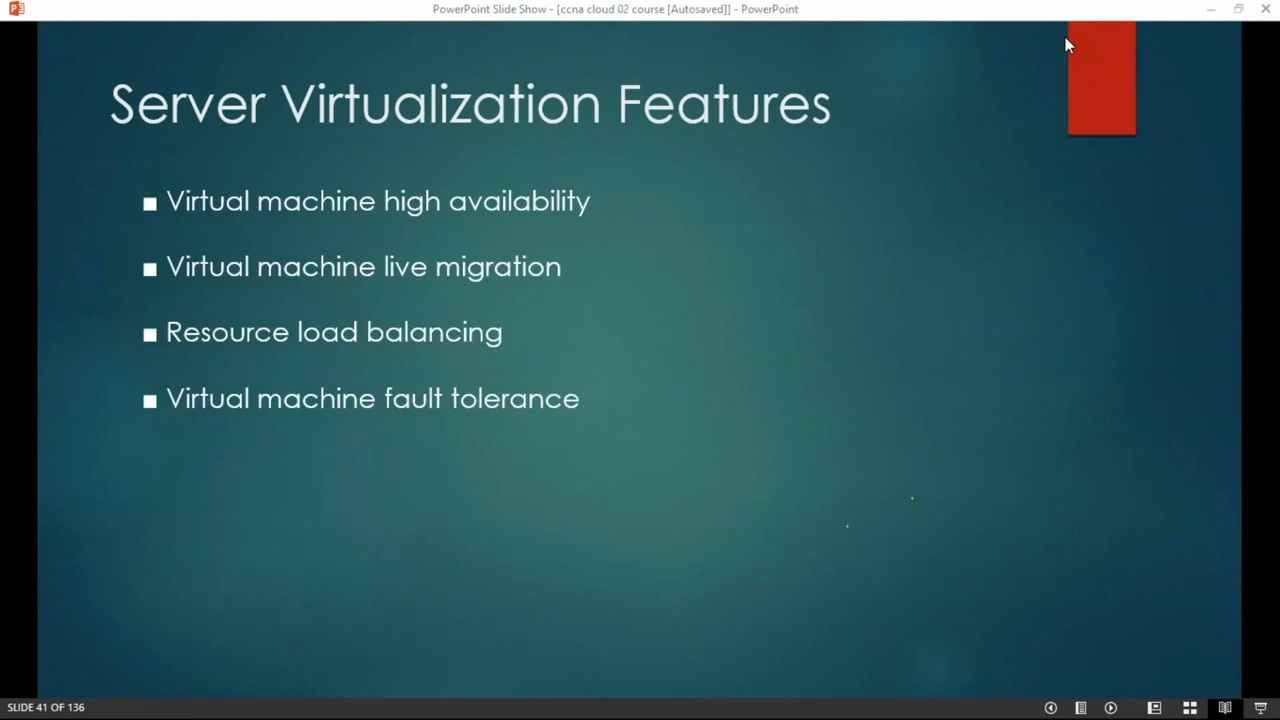 PowerPoint Slide Show - [ccna cloud 02 course [Autosaved]] - PowerPoint
Server Virtualization Features
Virtual machine high availability
Virtual machine live migration
Resource load balancing
Virtual machine fault tolerance
SLIDE 41 OF 136